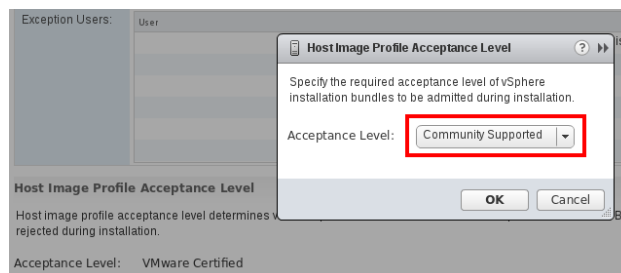 Exception Users:
User
Host Image Profile Acceptance Level
?
Specify the required acceptance level of vSphere
installation bundles to be admitted during installation.
Acceptance Level: Community Supported
OK Cancel
Host Image Profile Acceptance Level
Host image profile acceptance level determines
rejected during installation.
Acceptance Level: VMware Certified